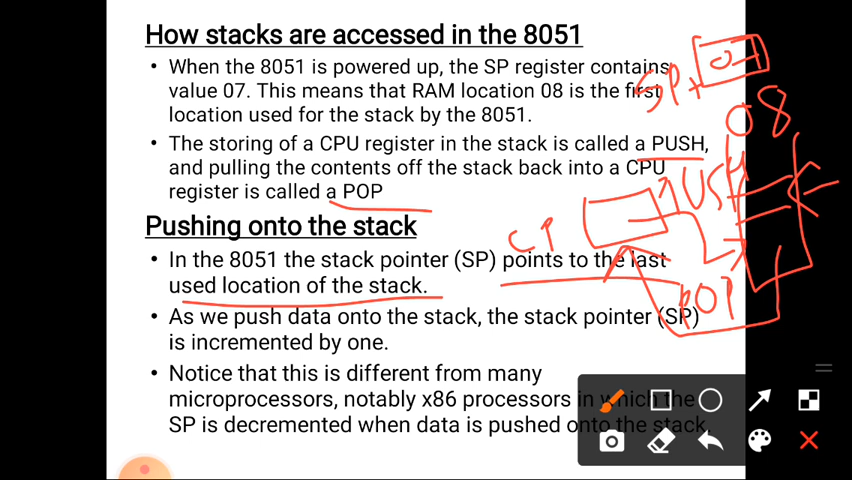 How stacks are accessed in the 8051
• When the 8051 is powered up, the SP register contains
value 07. This means that RAM location 08 is the first
location used for the stack by the 8051.
• The storing of a CPU register in the stack is called a PUSH,
and pulling the contents off the stack back into a CPU
register is called a POP
Pushing onto the stack
• In the 8051 the stack pointer (SP) points to the last
used location of the stack.
• As we push data onto the stack, the stack pointer (SP)
is incremented by one.
• Notice that this is different from many
microprocessors, notably x86 processors in which the
SP is decremented when data is pushed onto the stack.
SP
07
08
PUSH
POP